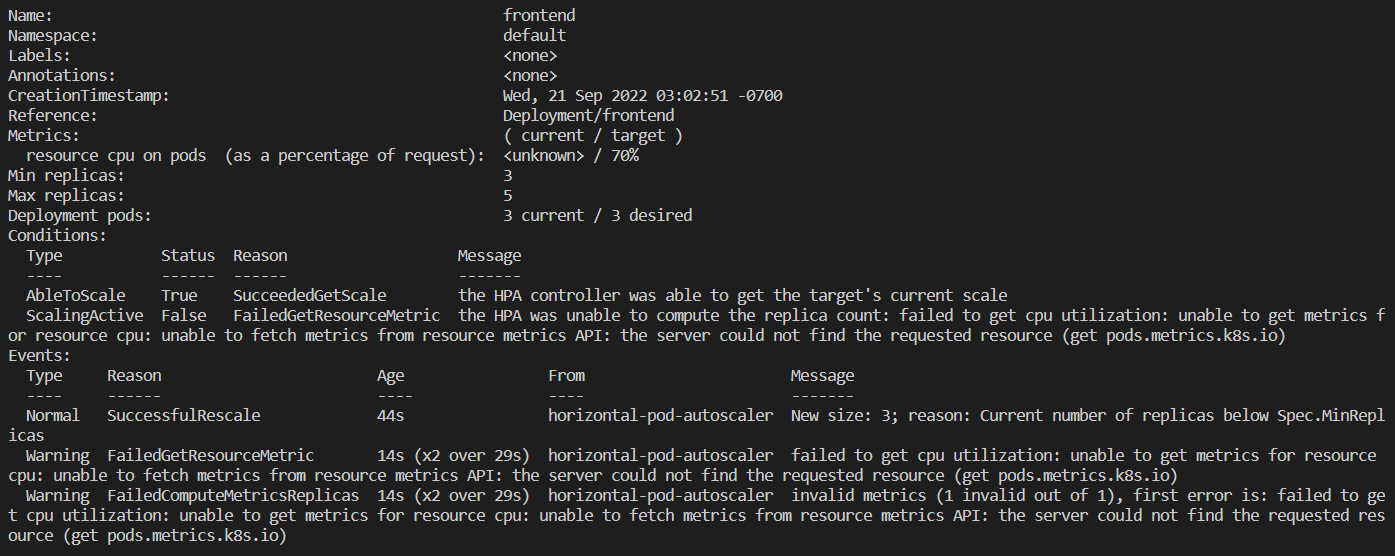 Name:                                                  frontend
Namespace:                                             default
Labels:                                                <none>
Annotations:                                           <none>
CreationTimestamp:                                     Wed, 21 Sep 2022 03:02:51 -0700
Reference:                                             Deployment/frontend
Metrics:                                               ( current / target )
  resource cpu on pods  (as a percentage of request):  <unknown> / 70%
Min replicas:                                          3
Max replicas:                                          5
Deployment pods:                                       3 current / 3 desired
Conditions:
  Type           Status  Reason                   Message
  ----           ------  ------                   -------
  AbleToScale    True    SucceededGetScale        the HPA controller was able to get the target's current scale
  ScalingActive  False   FailedGetResourceMetric  the HPA was unable to compute the replica count: failed to get cpu utilization: unable to get metrics f
or resource cpu: unable to fetch metrics from resource metrics API: the server could not find the requested resource (get pods.metrics.k8s.io)
Events:
  Type     Reason                        Age                From                       Message
  ----     ------                        ----               ----                       -------
  Normal   SuccessfulRescale             44s                horizontal-pod-autoscaler  New size: 3; reason: Current number of replicas below Spec.MinRepl
icas
  Warning  FailedGetResourceMetric       14s (x2 over 29s)  horizontal-pod-autoscaler  failed to get cpu utilization: unable to get metrics for resource
cpu: unable to fetch metrics from resource metrics API: the server could not find the requested resource (get pods.metrics.k8s.io)
  Warning  FailedComputeMetricsReplicas  14s (x2 over 29s)  horizontal-pod-autoscaler  invalid metrics (1 invalid out of 1), first error is: failed to ge
t cpu utilization: unable to get metrics for resource cpu: unable to fetch metrics from resource metrics API: the server could not find the requested res
ource (get pods.metrics.k8s.io)